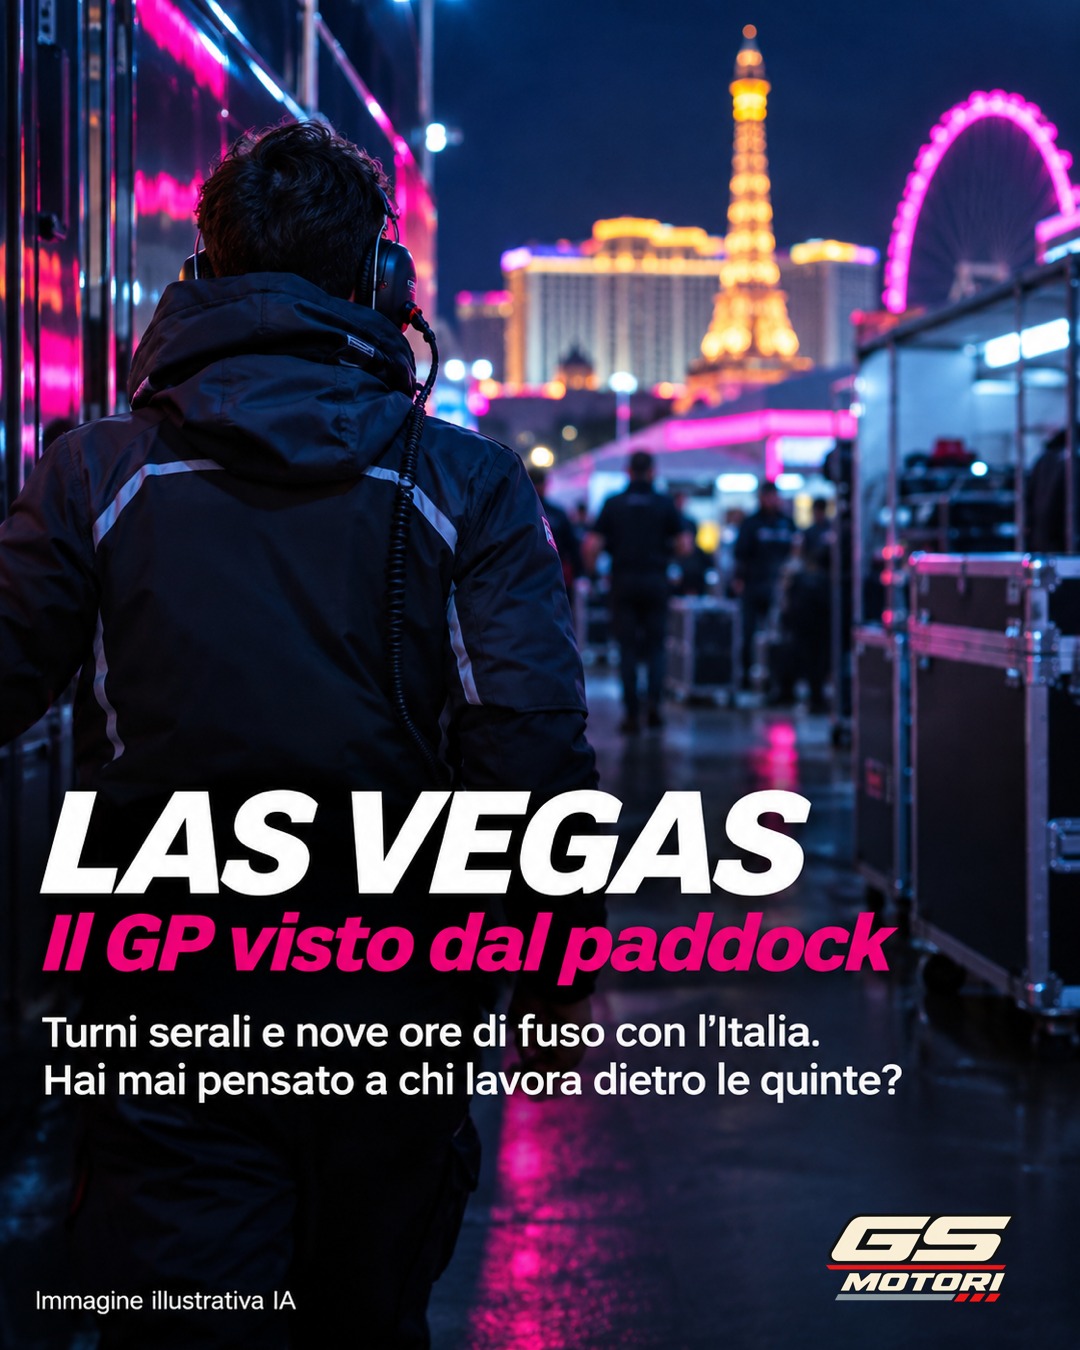 LAS VEGAS
Il GP visto dal paddock
Turni serali e nove ore di fuso con l'Italia.
Hai mai pensato a chi lavora dietro le quinte?
GS
MOTORI
Immagine illustrativa IA